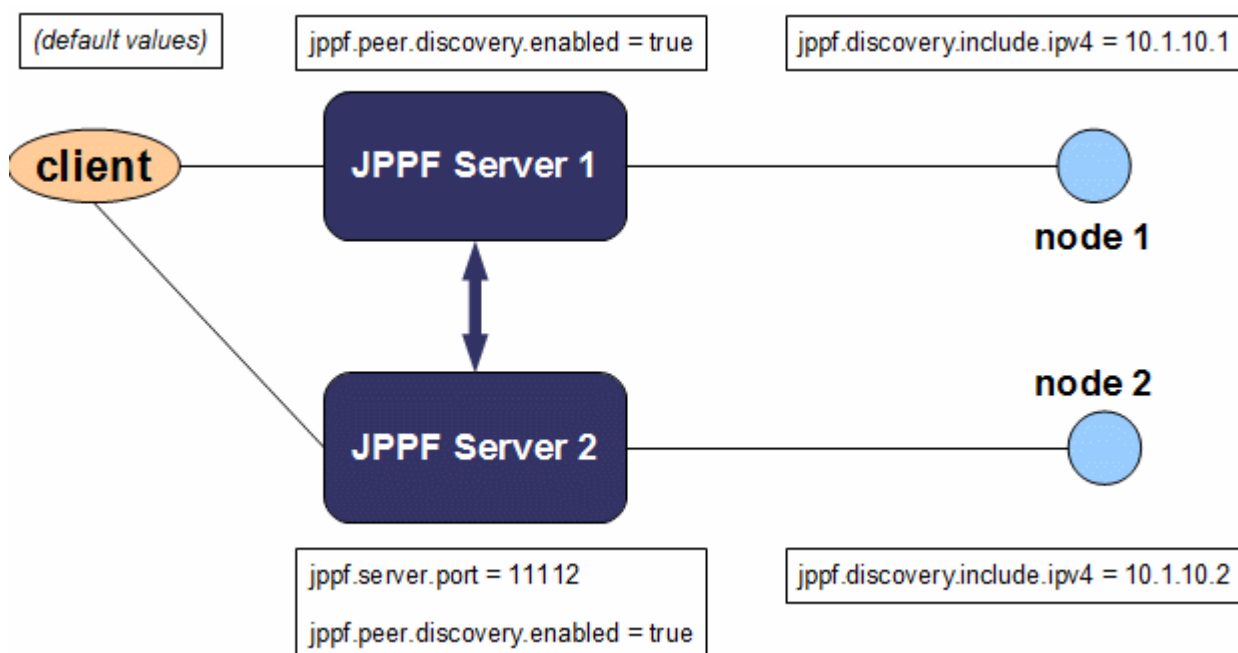 (default values)
jppf.peer.discovery.enabled = true
jppf.discovery.include.ipv4 = 10.1.10.1
client
JPPF Server 1
node 1
node 2
JPPF Server 2
jppf.server.port = 11112
jppf.peer.discovery.enabled = true
jppf.discovery.include.ipv4 = 10.1.10.2